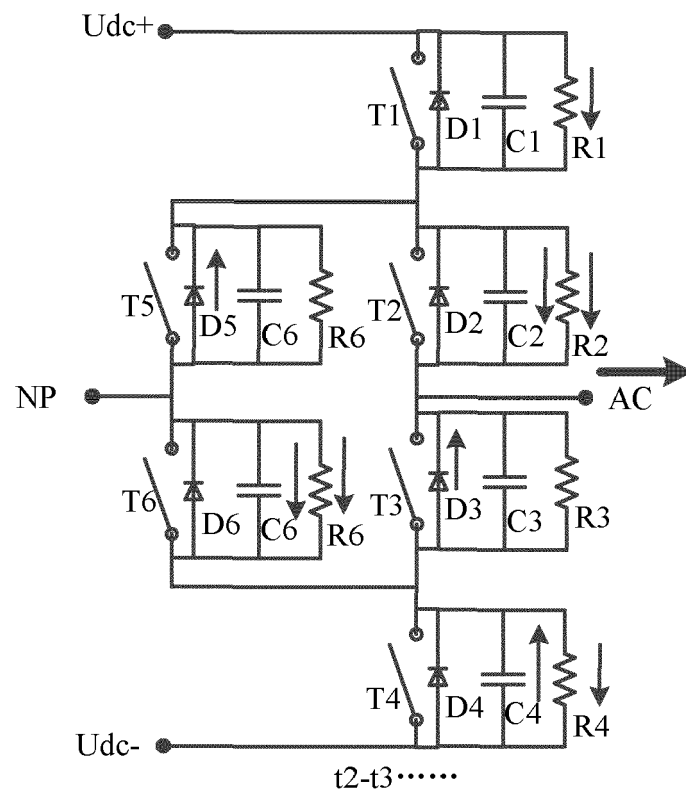 Udc+
T1
D1
C1
R1
T5
D5
C6
R6
T2
D2
C2
R2
NP
AC
T6
D6
C6
R6
T3
D3
C3
R3
T4
D4
C4
R4
Udc-
t2-t3······